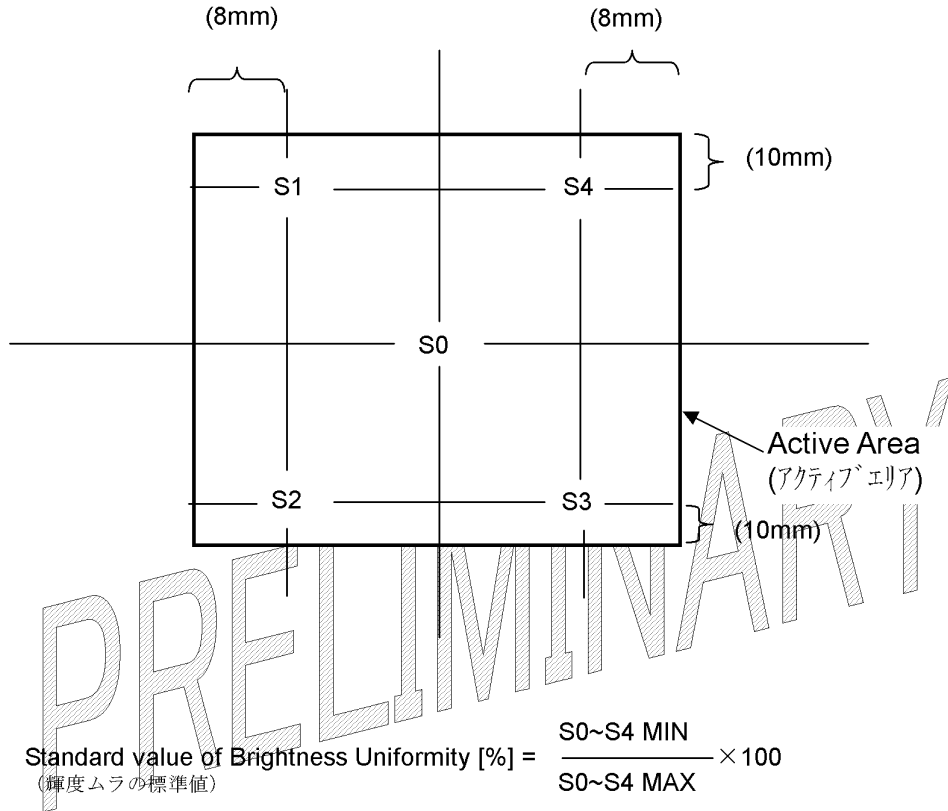 (8mm) (8mm)
(10mm)
S1 S4
S0
Active Area
(アクティブエリア)
S2 S3
(10mm)
PRELIMINARY
S0~S4 MIN
Standard value of Brightness Uniformity [%] = ×100
(輝度ムラの標準値)
S0~S4 MAX